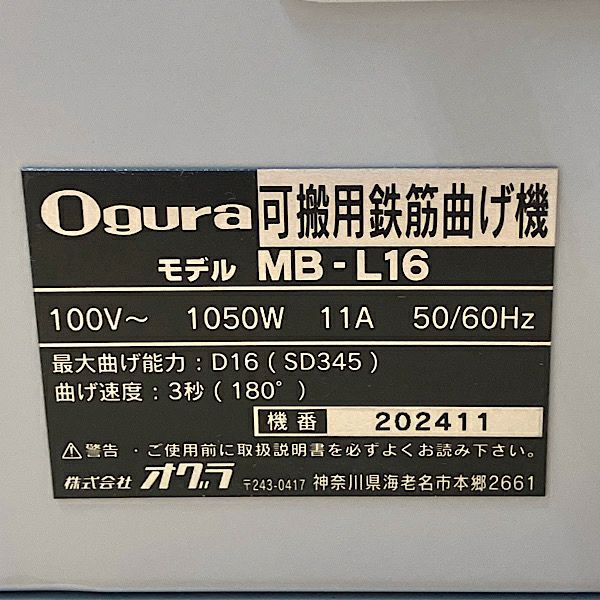 Ogura 可搬用鉄筋曲げ機
モデル MB-L16
100V～ 1050W 11A 50/60Hz
最大曲げ能力：D16(SD345)
曲げ速度：3秒(180°)
機番 202411
⚠警告 ・ご使用前に取扱説明書を必ずよくお読み下さい。
株式会社 オグラ 〒243-0417 神奈川県海老名市本郷2661